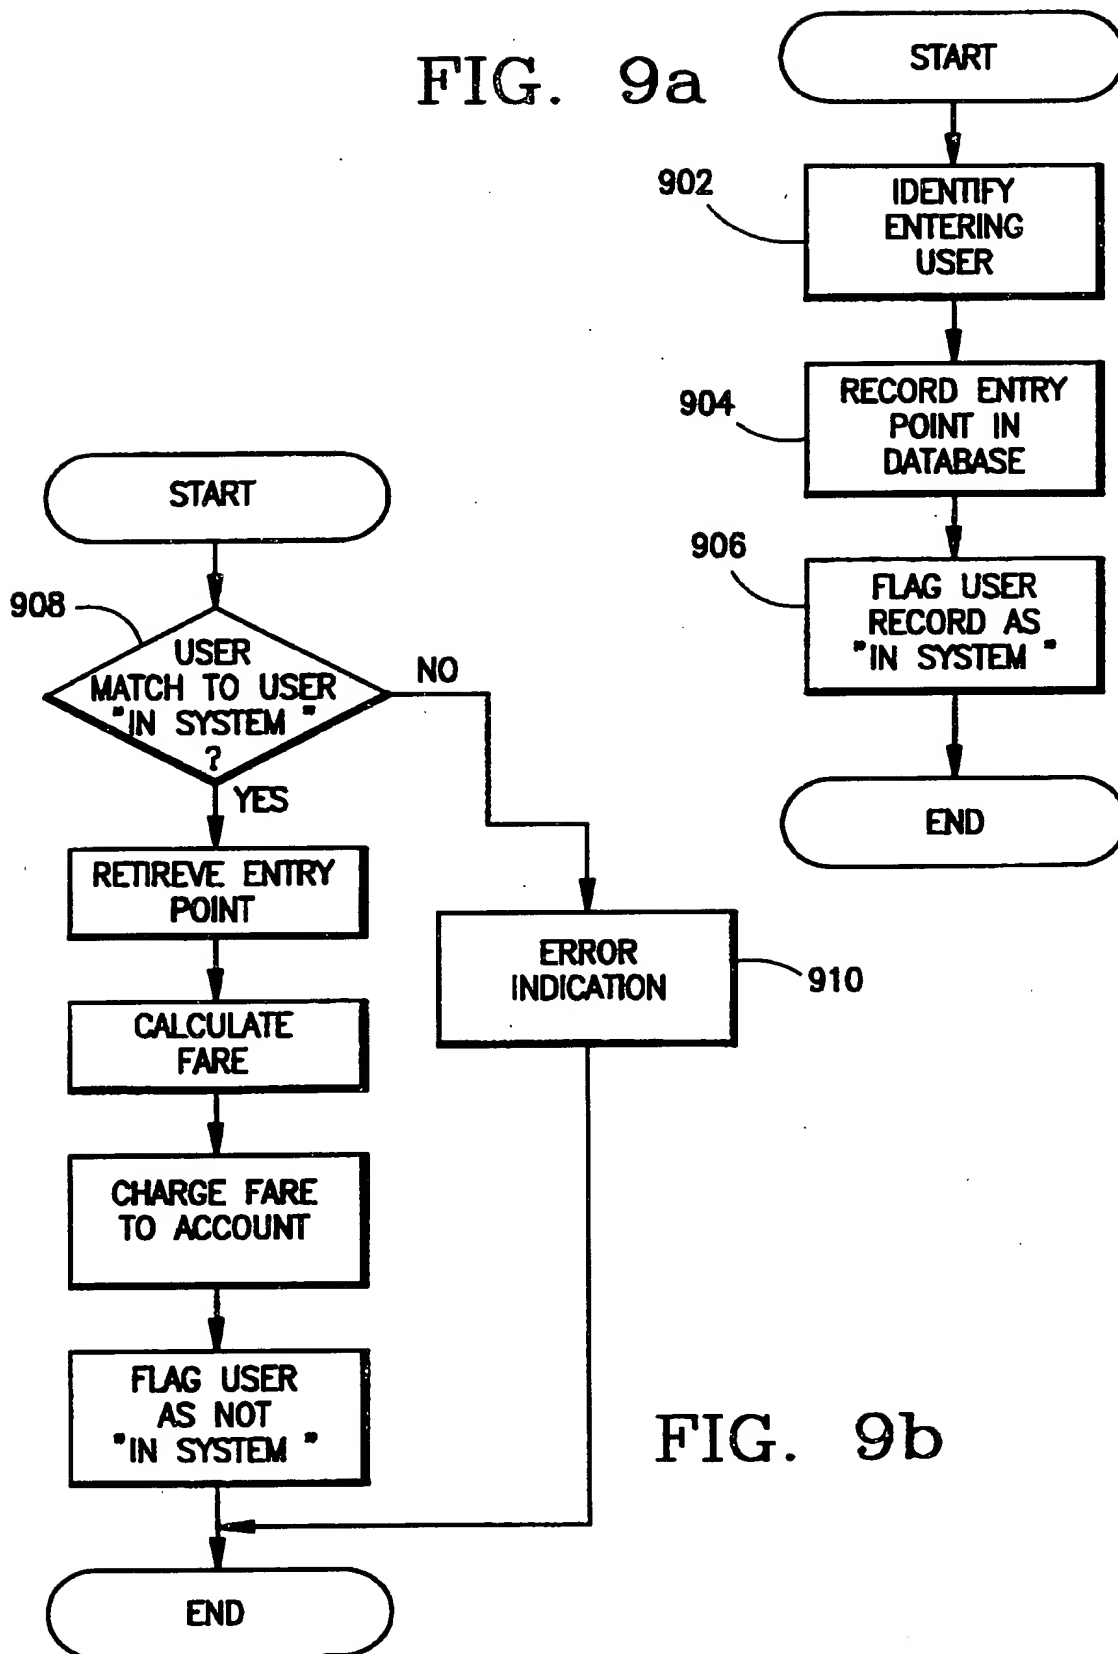 FIG. 9a
START
902
IDENTIFY
ENTERING
USER
904
RECORD ENTRY
POINT IN
DATABASE
906
FLAG USER
RECORD AS
"IN SYSTEM "
END
START
908
USER
MATCH TO USER
"IN SYSTEM "
?
NO
YES
RETIREVE ENTRY
POINT
ERROR
INDICATION
910
CALCULATE
FARE
CHARGE FARE
TO ACCOUNT
FLAG USER
AS NOT
"IN SYSTEM "
FIG. 9b
END